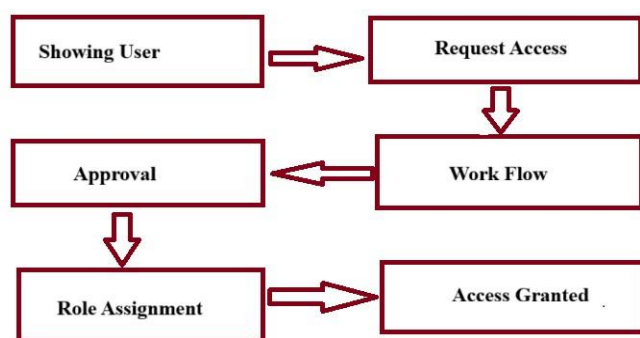 Showing User
Request Access
Work Flow
Approval
Role Assignment
Access Granted .